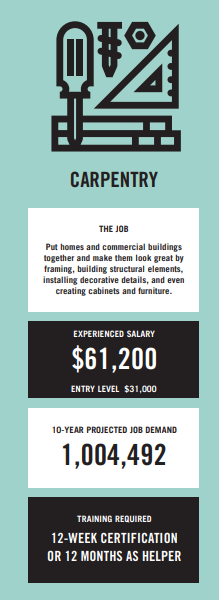 CARPENTRY
THE JOB
Put homes and commercial buildings
together and make them look great by
framing, building structural elements,
installing decorative details, and even
creating cabinets and furniture.
EXPERIENCED SALARY
$61,200
ENTRY LEVEL $31,000
10-YEAR PROJECTED JOB DEMAND
1,004,492
TRAINING REQUIRED
12-WEEK CERTIFICATION
OR 12 MONTHS AS HELPER